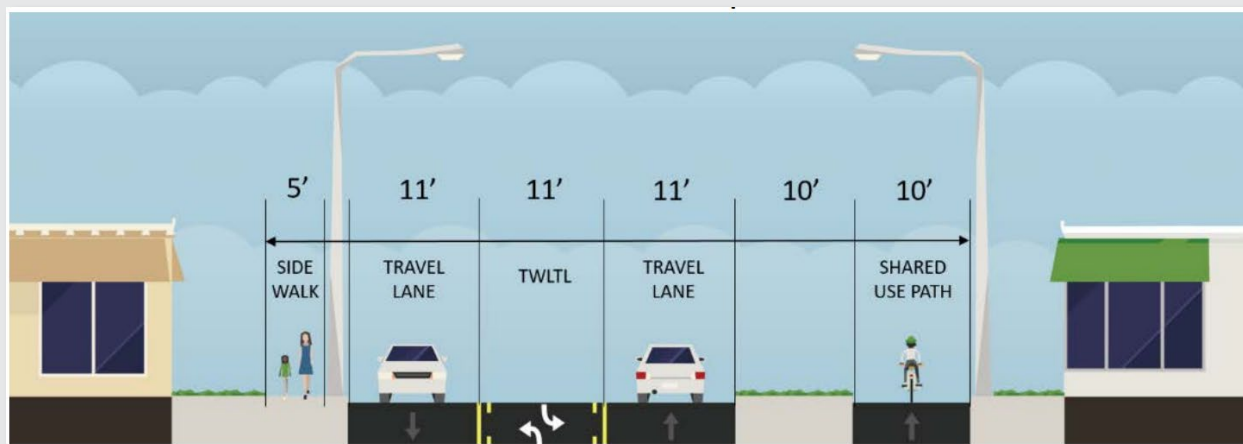 5’ 11’ 11’ 11’ 10’ 10’
SIDE
WALK
TRAVEL
LANE
TWLTL
TRAVEL
LANE
SHARED
USE PATH